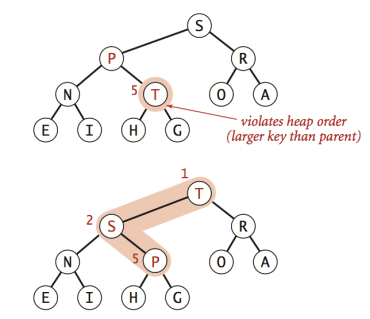 S
P R
N 5 T O A
E I H G
violates heap order
(larger key than parent)
1
T
2 S R
N 5 P O A
E I H G